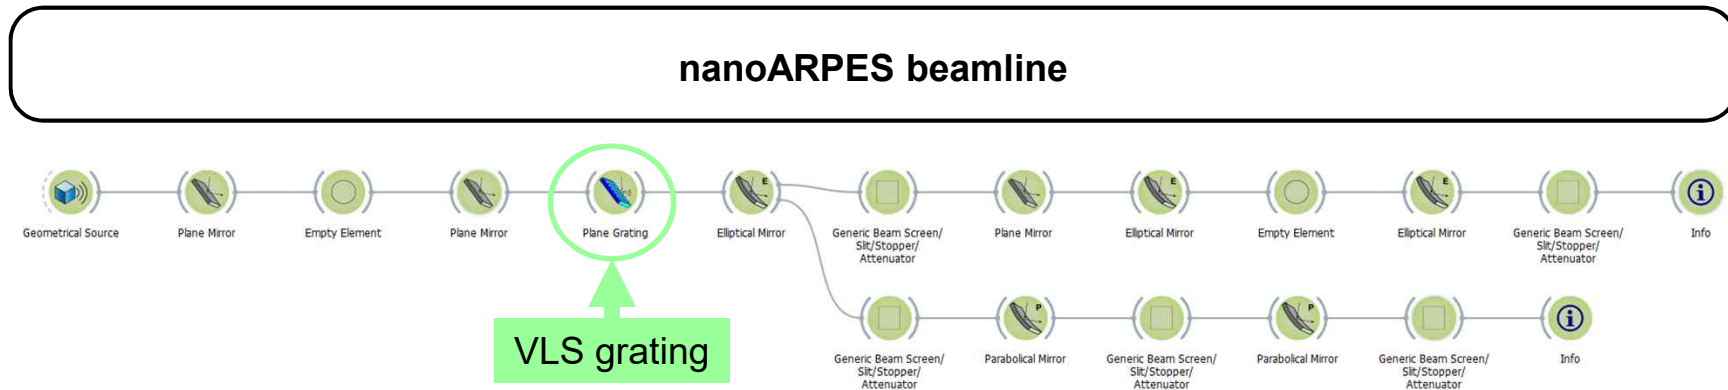 nanoARPES beamline
E
E
E
Geometrical Source
Plane Mirror
Empty Element
Plane Mirror
Plane Grating
Elliptical Mirror
Generic Beam Screen/
Slit/Stopper/
Attenuator
Plane Mirror
Elliptical Mirror
Empty Element
Elliptical Mirror
Generic Beam Screen/
Slit/Stopper/
Attenuator
Info
VLS grating
P
P
Generic Beam Screen/
Slit/Stopper/
Attenuator
Parabolical Mirror
Generic Beam Screen/
Slit/Stopper/
Attenuator
Parabolical Mirror
Generic Beam Screen/
Slit/Stopper/
Attenuator
Info